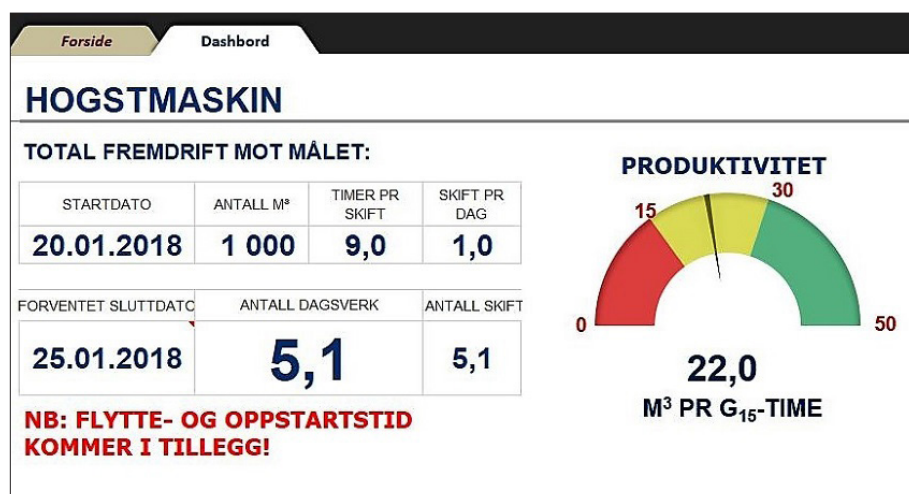 Forside
Dashbord
HOGSTMASKIN
TOTAL FREMDRIFT MOT MÅLET:
STARTDATO
ANTALL M³
TIMER PR
SKIFT
SKIFT PR
DAG
20.01.2018
1 000
9,0
1,0
FORVENTET SLUTTDATO
ANTALL DAGSVERK
ANTALL SKIFT
25.01.2018
5,1
5,1
NB: FLYTTE- OG OPPSTARTSTID
KOMMER I TILLEGG!
PRODUKTIVITET
0
15
30
50
22,0
M³ PR G₁₅-TIME